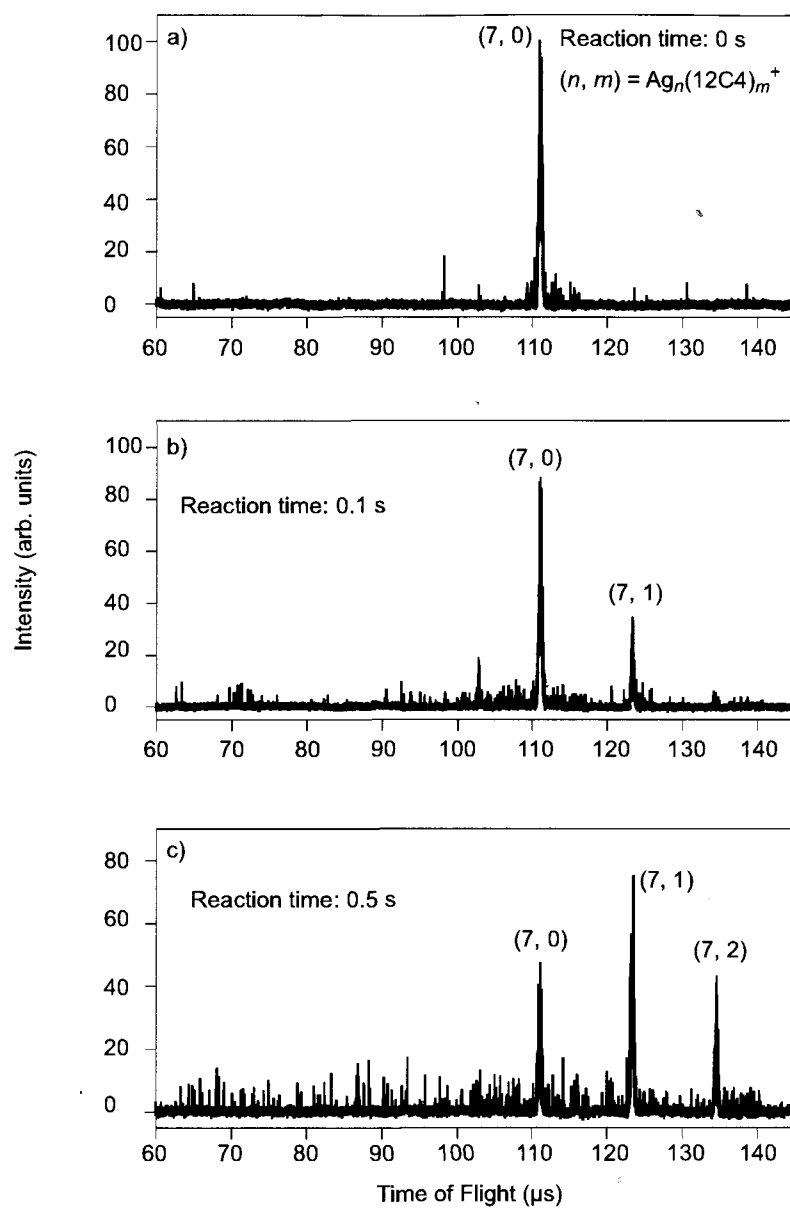 a)
(7, 0)
Reaction time: 0 s
(n, m) = Agₙ(12C4)ₘ⁺
100
80
60
40
20
0
60 70 80 90 100 110 120 130 140
b)
(7, 0)
Reaction time: 0.1 s
(7, 1)
100
80
60
40
20
0
60 70 80 90 100 110 120 130 140
Intensity (arb. units)
c)
(7, 1)
Reaction time: 0.5 s
(7, 0)
(7, 2)
80
60
40
20
0
60 70 80 90 100 110 120 130 140
Time of Flight (μs)